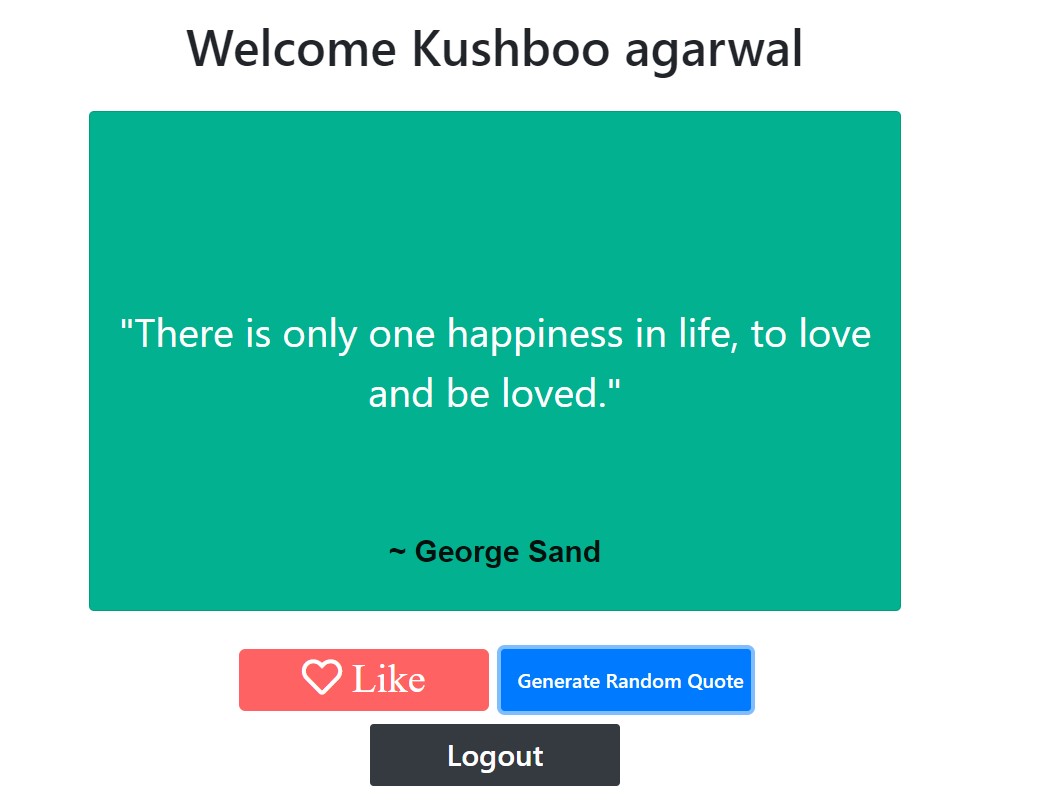 Welcome Kushboo agarwal
"There is only one happiness in life, to love
and be loved."
~ George Sand
Like
Generate Random Quote
Logout